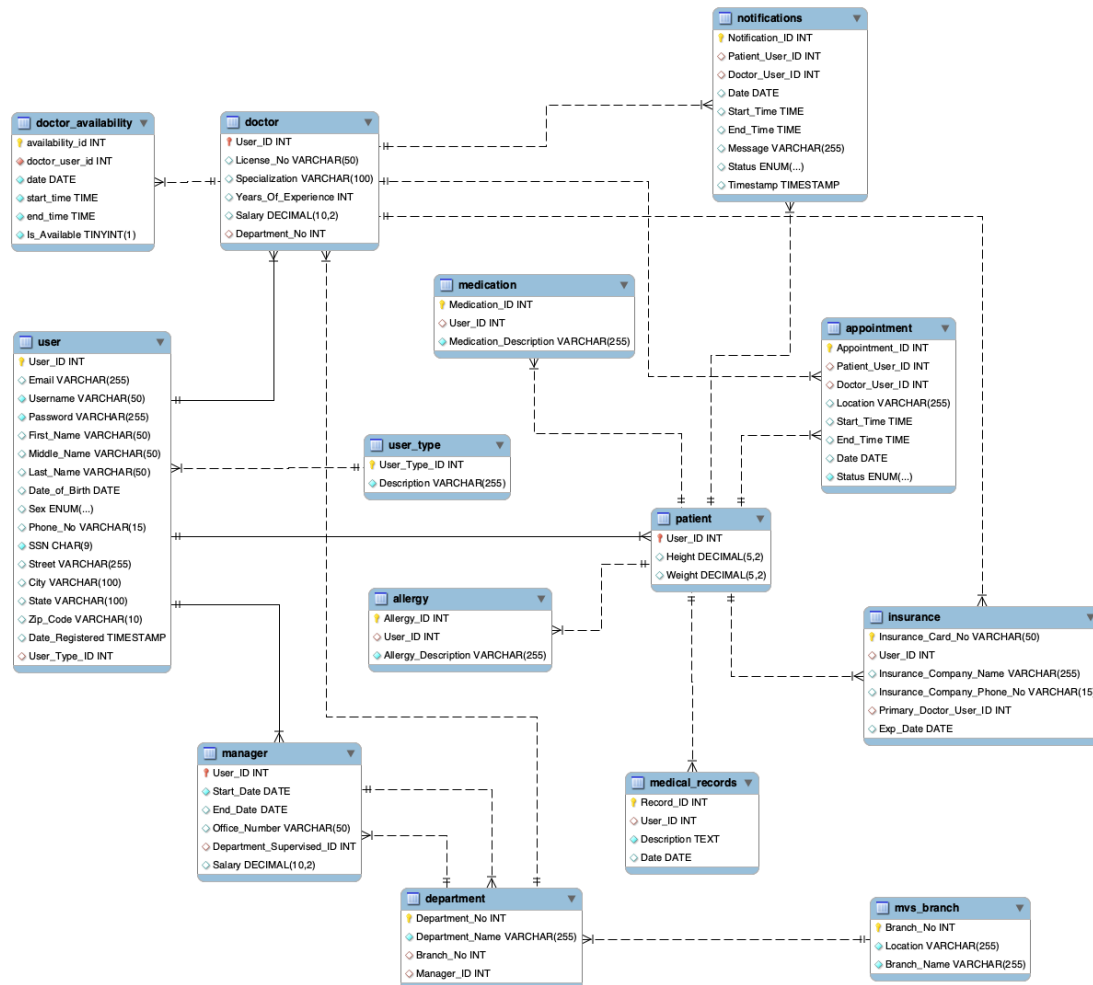 notifications
Notification_ID INT
Patient_User_ID INT
Doctor_User_ID INT
Date DATE
Start_Time TIME
End_Time TIME
Message VARCHAR(255)
Status ENUM(...)
Timestamp TIMESTAMP
doctor_availability
availability_id INT
doctor_user_id INT
date DATE
start_time TIME
end_time TIME
Is_Available TINYINT(1)
doctor
User_ID INT
License_No VARCHAR(50)
Specialization VARCHAR(100)
Years_Of_Experience INT
Salary DECIMAL(10,2)
Department_No INT
medication
Medication_ID INT
User_ID INT
Medication_Description VARCHAR(255)
appointment
Appointment_ID INT
Patient_User_ID INT
Doctor_User_ID INT
Location VARCHAR(255)
Start_Time TIME
End_Time TIME
Date DATE
Status ENUM(...)
user
User_ID INT
Email VARCHAR(255)
Username VARCHAR(50)
Password VARCHAR(255)
First_Name VARCHAR(50)
Middle_Name VARCHAR(50)
Last_Name VARCHAR(50)
Date_of_Birth DATE
Sex ENUM(...)
Phone_No VARCHAR(15)
SSN CHAR(9)
Street VARCHAR(255)
City VARCHAR(100)
State VARCHAR(100)
Zip_Code VARCHAR(10)
Date_Registered TIMESTAMP
User_Type_ID INT
user_type
User_Type_ID INT
Description VARCHAR(255)
patient
User_ID INT
Height DECIMAL(5,2)
Weight DECIMAL(5,2)
allergy
Allergy_ID INT
User_ID INT
Allergy_Description VARCHAR(255)
insurance
Insurance_Card_No VARCHAR(50)
User_ID INT
Insurance_Company_Name VARCHAR(255)
Insurance_Company_Phone_No VARCHAR(15
Primary_Doctor_User_ID INT
Exp_Date DATE
manager
User_ID INT
Start_Date DATE
End_Date DATE
Office_Number VARCHAR(50)
Department_Supervised_ID INT
Salary DECIMAL(10,2)
medical_records
Record_ID INT
User_ID INT
Description TEXT
Date DATE
department
Department_No INT
Department_Name VARCHAR(255)
Branch_No INT
Manager_ID INT
mvs_branch
Branch_No INT
Location VARCHAR(255)
Branch_Name VARCHAR(255)